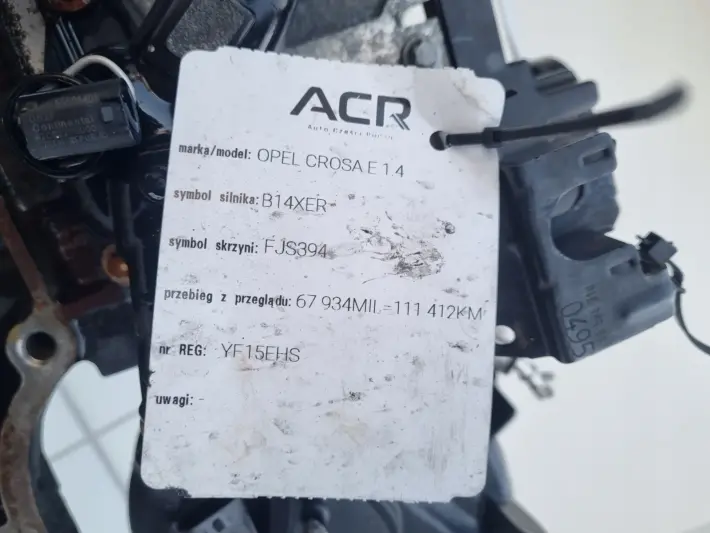 ACR
marka/model: OPEL CROSA E 1.4
symbol silnika: B14XER
symbol skrzyni: FJS394
przebieg z przeglądu: 67 934MIL -111 412KM
nr REG: YF15EHS
uwagi: -
Continental
0495